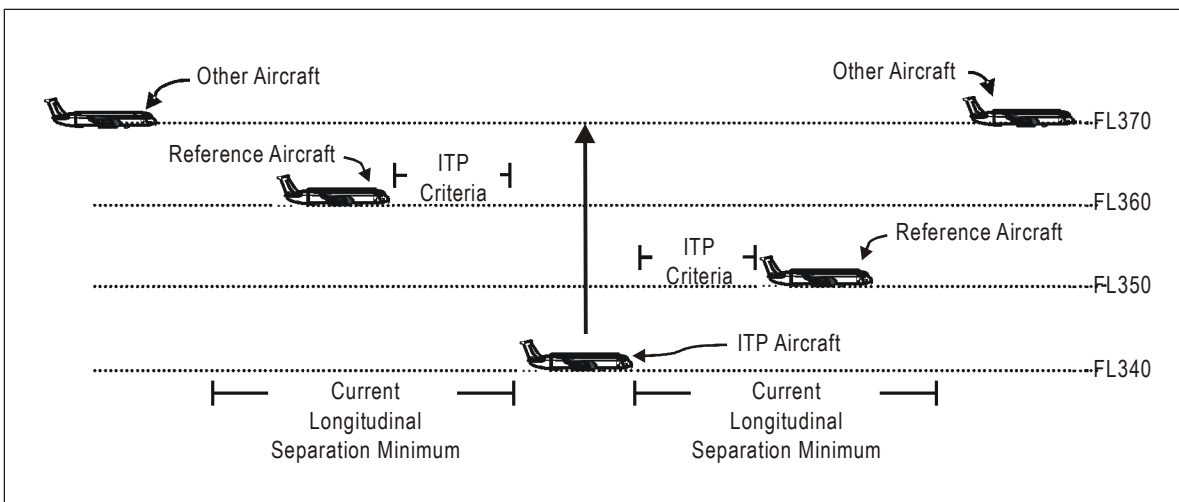 Other Aircraft
Other Aircraft
FL370
Reference Aircraft
ITP
Criteria
FL360
Reference Aircraft
ITP
Criteria
FL350
ITP Aircraft
FL340
Current
Longitudinal
Separation Minimum
Current
Longitudinal
Separation Minimum